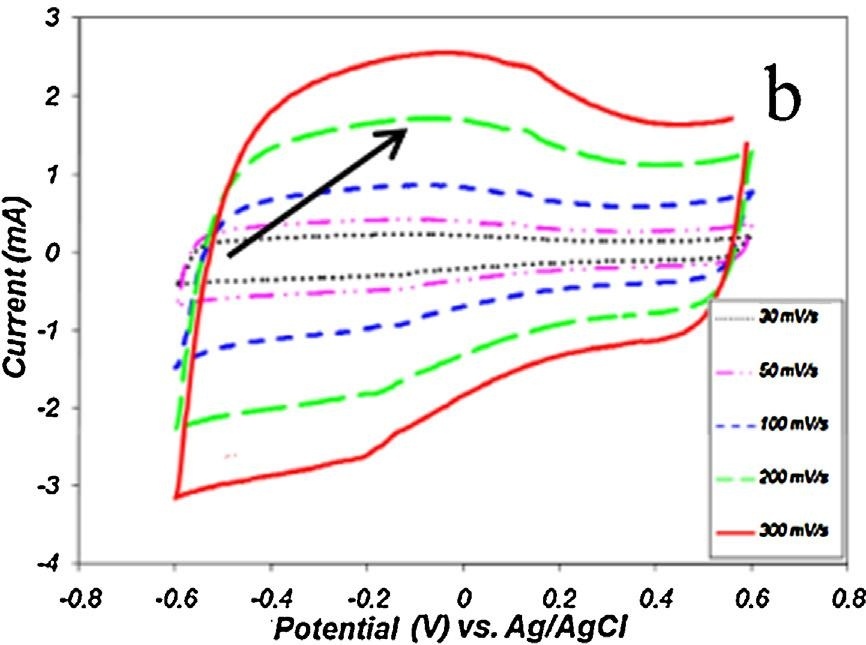 3
2
1
0
-1
-2
-3
-4
Current (mA)
b
30 mV/s
50 mV/s
100 mV/s
200 mV/s
300 mV/s
-0.8 -0.6 -0.4 -0.2 0 0.2 0.4 0.6 0.8
Potential (V) vs. Ag/AgCl